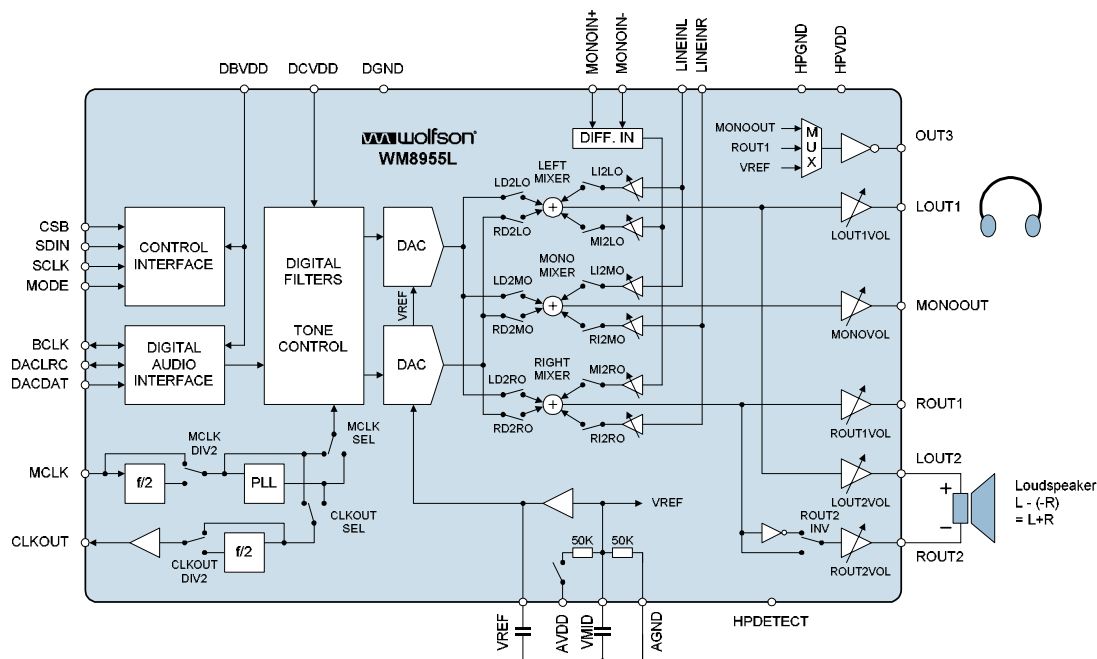 MONOIN+
MONOIN-
LINEINL
LINEINR
HPGND
HPVDD
DBVDD
DCVDD
DGND
wolfson
WM8955L
DIFF. IN
MONOOUT
ROUT1
VREF
MUX
OUT3
LEFT
MIXER
LI2LO
LD2LO
RD2LO
MI2LO
LOUT1VOL
LOUT1
CSB
SDIN
SCLK
MODE
CONTROL
INTERFACE
DIGITAL
FILTERS
TONE
CONTROL
DAC
VREF
DAC
MONO
MIXER
LI2MO
LD2MO
RD2MO
RI2MO
MONOVOL
MONOOUT
BCLK
DACLRC
DACDAT
DIGITAL
AUDIO
INTERFACE
RIGHT
MIXER
MI2RO
LD2RO
RD2RO
RI2RO
ROUT1VOL
ROUT1
MCLK
SEL
MCLK
DIV2
MCLK
f/2
PLL
CLKOUT
SEL
CLKOUT
f/2
CLKOUT
DIV2
VREF
50K
50K
LOUT2
LOUT2VOL
ROUT2
INV
ROUT2VOL
ROUT2
+
−
Loudspeaker
L - (-R)
= L+R
VREF
AVDD
VMID
AGND
HPDETECT